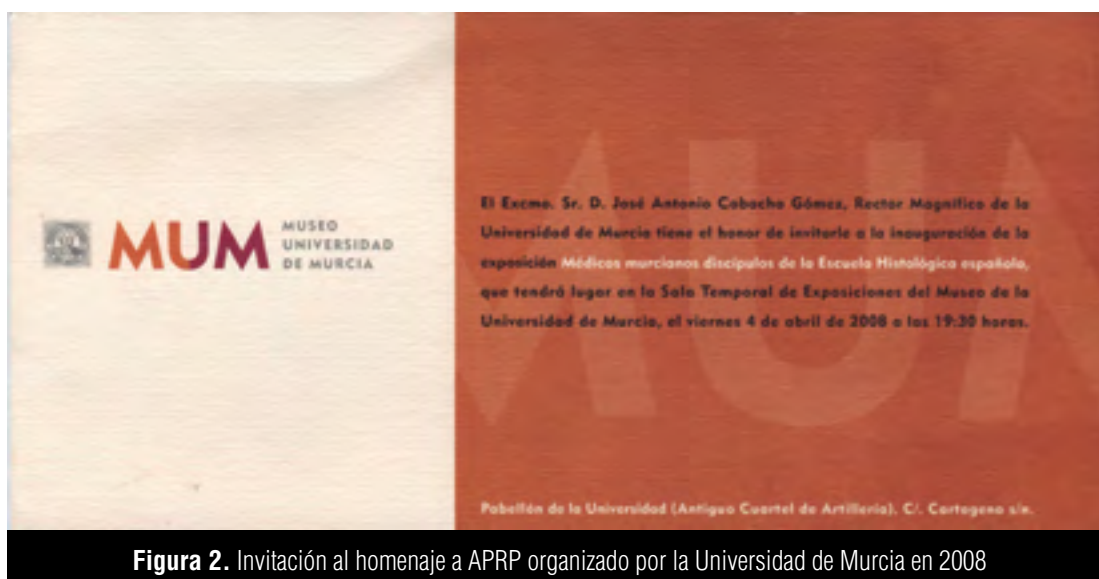 MUM
MUSEO
UNIVERSIDAD
DE MURCIA
El Excmo. Sr. D. José Antonio Cobacho Gómez, Rector Magnífico de la
Universidad de Murcia tiene el honor de invitarle a la inauguración de la
exposición Médicos murcianos discípulos de la Escuela Histológica española,
que tendrá lugar en la Sala Temporal de Exposiciones del Museo de la
Universidad de Murcia, el viernes 4 de abril de 2008 a las 19:30 horas.
MUM
Pabellón de la Universidad (Antiguo Cuartel de Artillería). C/. Cartagena s/n.
Figura 2. Invitación al homenaje a APRP organizado por la Universidad de Murcia en 2008